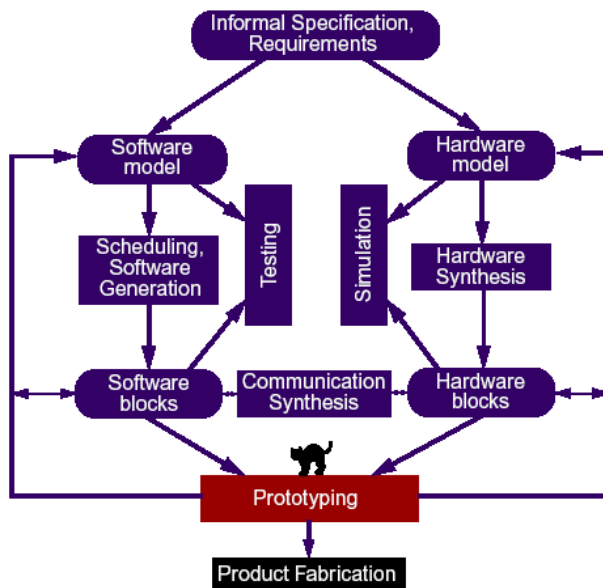 Informal Specification,
Requirements
Software
model
Hardware
model
Scheduling,
Software
Generation
Testing
Simulation
Hardware
Synthesis
Software
blocks
Communication
Synthesis
Hardware
blocks
Prototyping
Product Fabrication